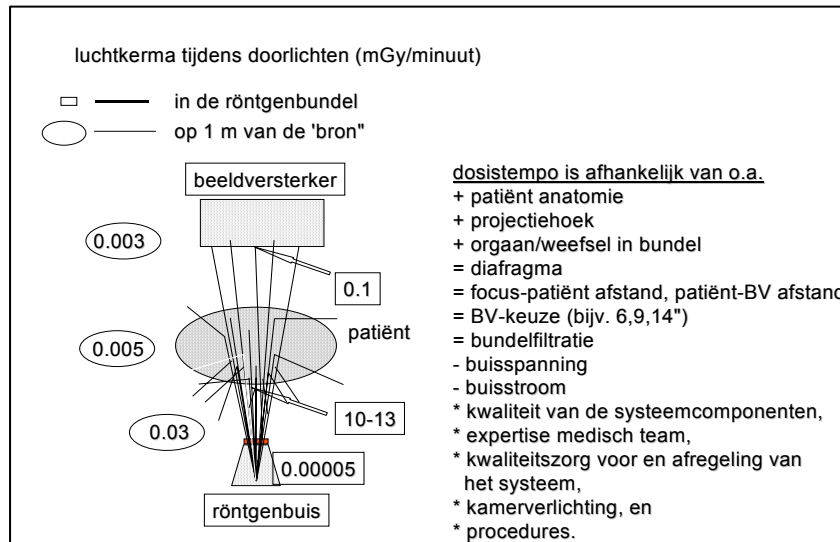 luchtkerma tijdens doorlichten (mGy/minuut)
in de röntgenbundel
op 1 m van de 'bron"
beeldversterker
0.003
0.1
patiënt
0.005
10-13
0.03
0.00005
röntgenbuis
dosistempo is afhankelijk van o.a.
+ patiënt anatomie
+ projectiehoek
+ orgaan/weefsel in bundel
= diafragma
= focus-patiënt afstand, patiënt-BV afstand
= BV-keuze (bijv. 6,9,14")
= bundelfiltratie
- buisspanning
- buisstroom
* kwaliteit van de systeemcomponenten,
* expertise medisch team,
* kwaliteitszorg voor en afregeling van
het systeem,
* kamerverlichting, en
* procedures.